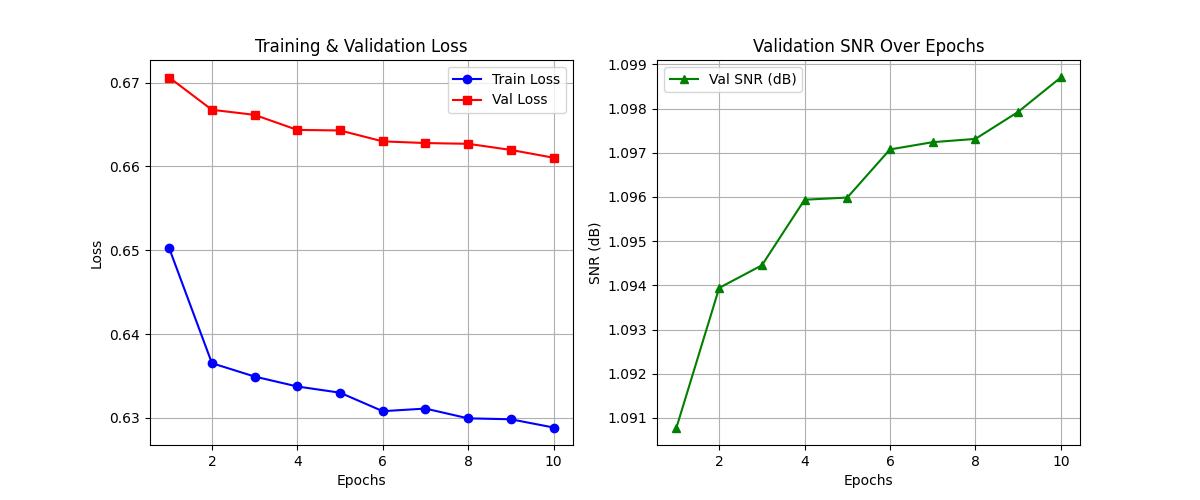 Training & Validation Loss
Train Loss
Val Loss
0.67
0.66
0.65
0.64
0.63
Loss
2 4 6 8 10
Epochs
Validation SNR Over Epochs
Val SNR (dB)
1.099
1.098
1.097
1.096
1.095
1.094
1.093
1.092
1.091
SNR (dB)
2 4 6 8 10
Epochs